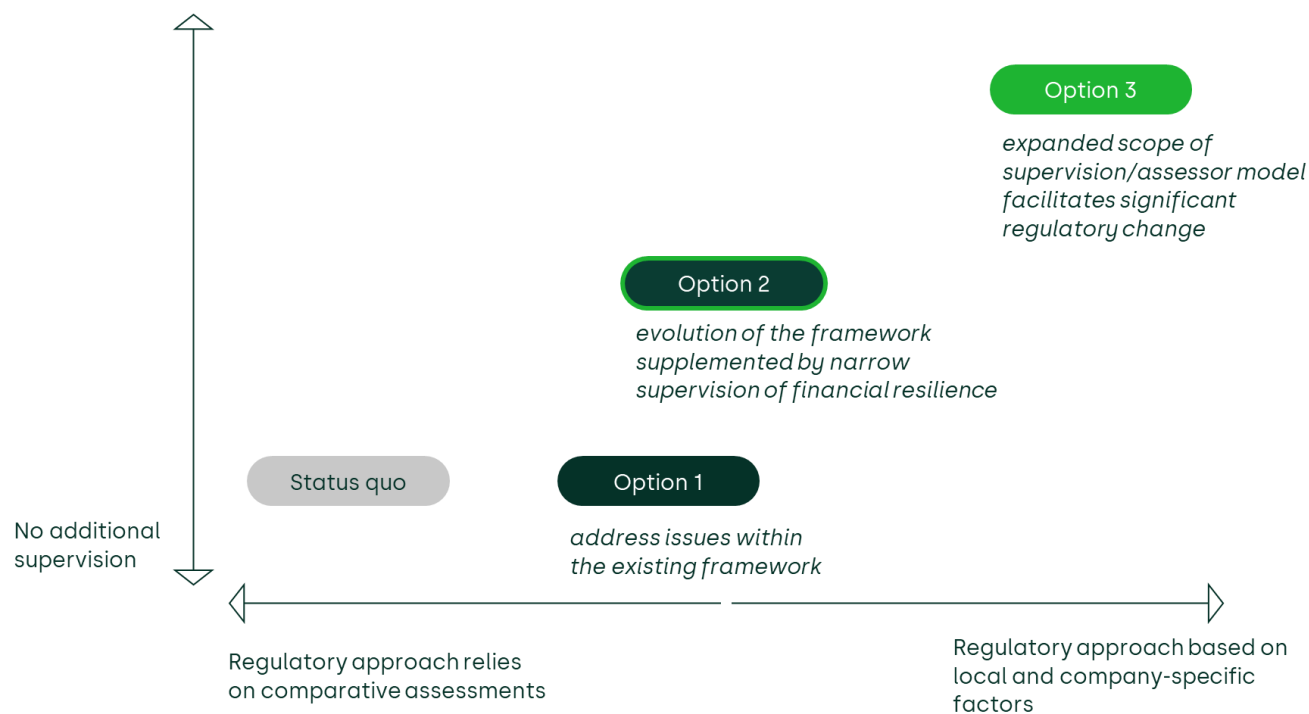 Option 3
expanded scope of
supervision/assessor model
facilitates significant
regulatory change
Option 2
evolution of the framework
supplemented by narrow
supervision of financial resilience
Status quo
Option 1
No additional
supervision
address issues within
the existing framework
Regulatory approach relies
on comparative assessments
Regulatory approach based on
local and company-specific
factors